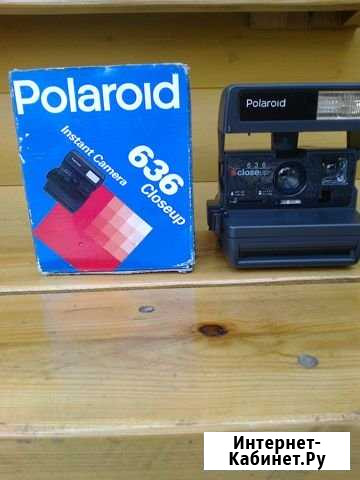 Polaroid
Instant Camera
636
Closeup
Polaroid
636
closeup
Интернет-
Кабинет.Ру